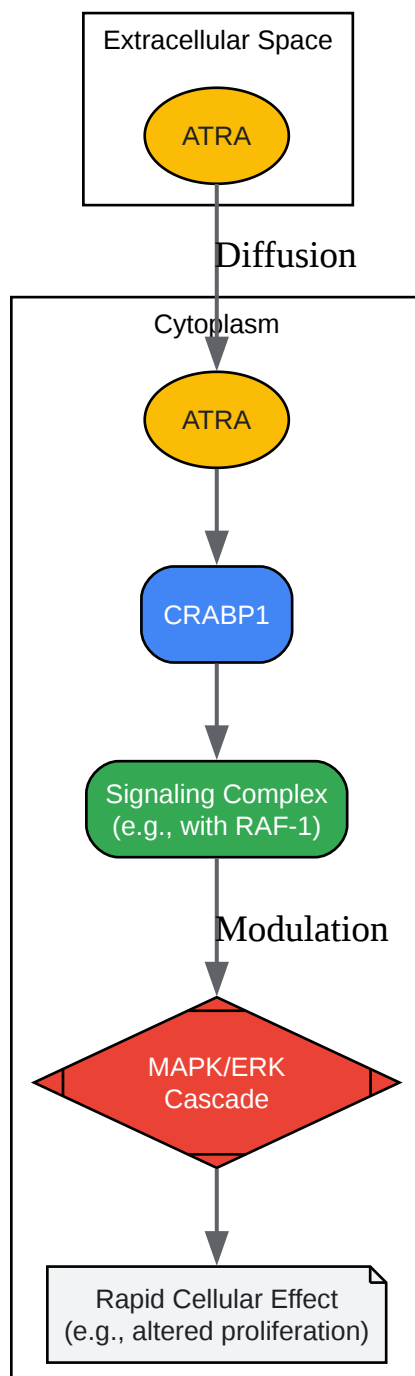 Extracellular Space
ATRA
Diffusion
Cytoplasm
ATRA
CRABP1
Signaling Complex
(e.g., with RAF-1)
Modulation
MAPK/ERK
Cascade
Rapid Cellular Effect
(e.g., altered proliferation)